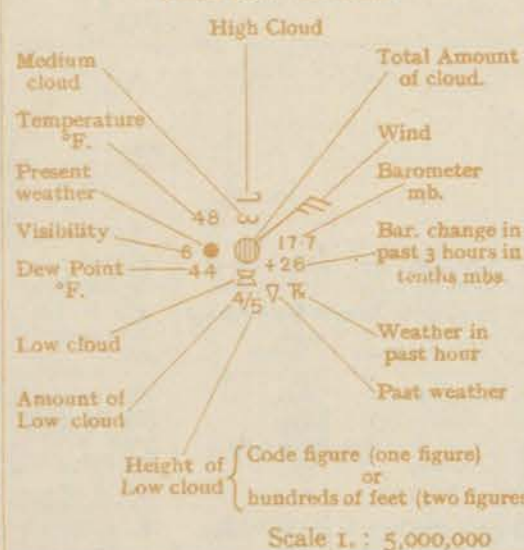 High Cloud
Medium
cloud
Total Amount
of cloud.
Temperature
°F.
Wind
Present
weather
Barometer
mb.
48
Visibility
6
17.7
Bar. change in
past 3 hours in
tenths mbs
Dew Point
°F.
44
+26
4/5
Low cloud
Weather in
past hour
Amount of
Low cloud
Past weather
Height of
Low cloud
Code figure (one figure)
or
hundreds of feet (two figures
Scale 1. : 5,000,000